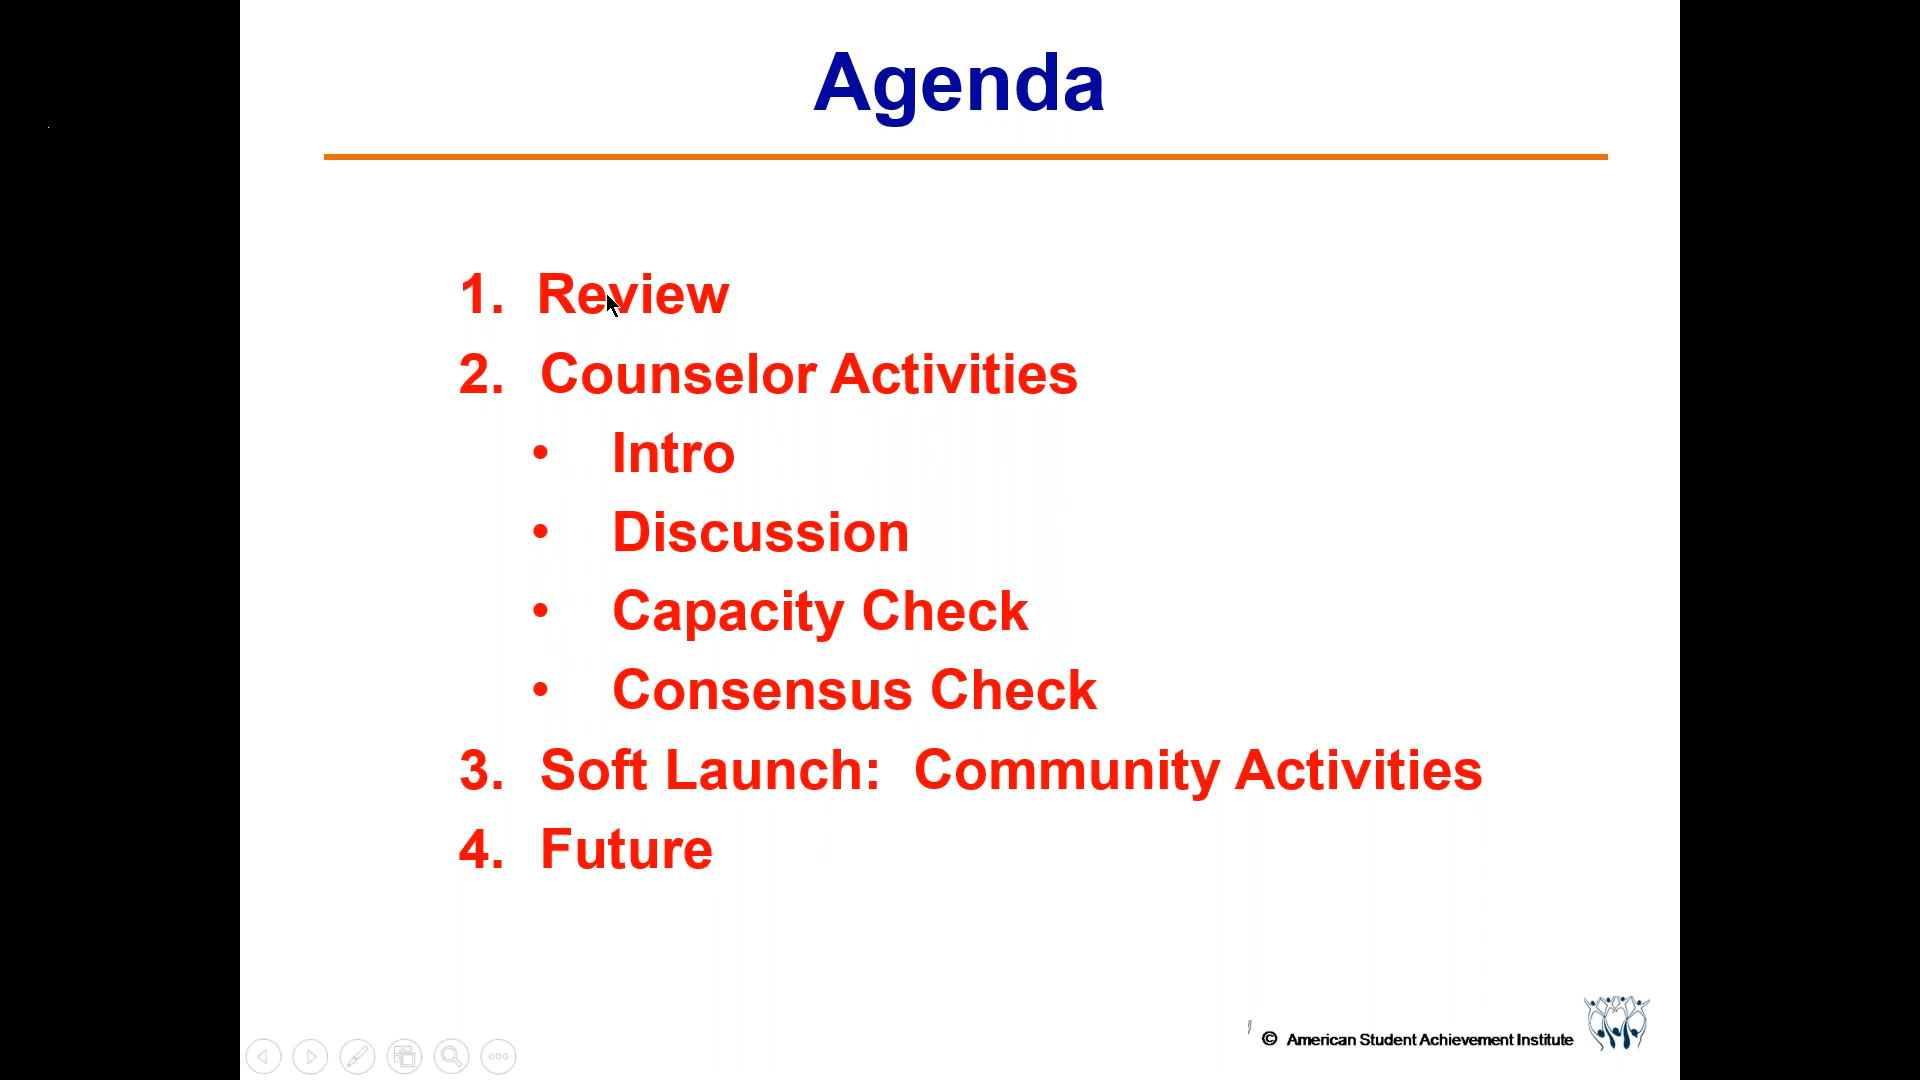 Agenda
1. Review
2. Counselor Activities
• Intro
• Discussion
• Capacity Check
• Consensus Check
3. Soft Launch: Community Activities
4. Future
© American Student Achievement Institute